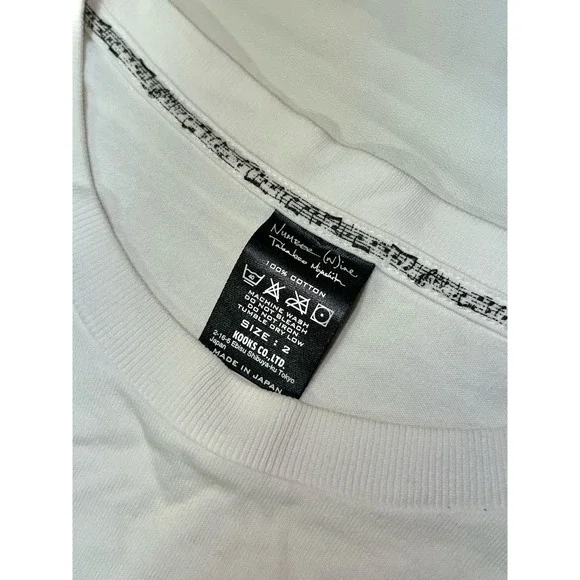 NUMBER (N)ine
Takahiro Miyashita
100% COTTON
MACHINE WASH
DO NOT BLEACH
DO NOT IRON
TUMBLE DRY LOW
SIZE : 2
KOOKS CO., LTD.
2-16-6 Ebisu Shibuya-ku Tokyo
Japan
MADE IN JAPAN